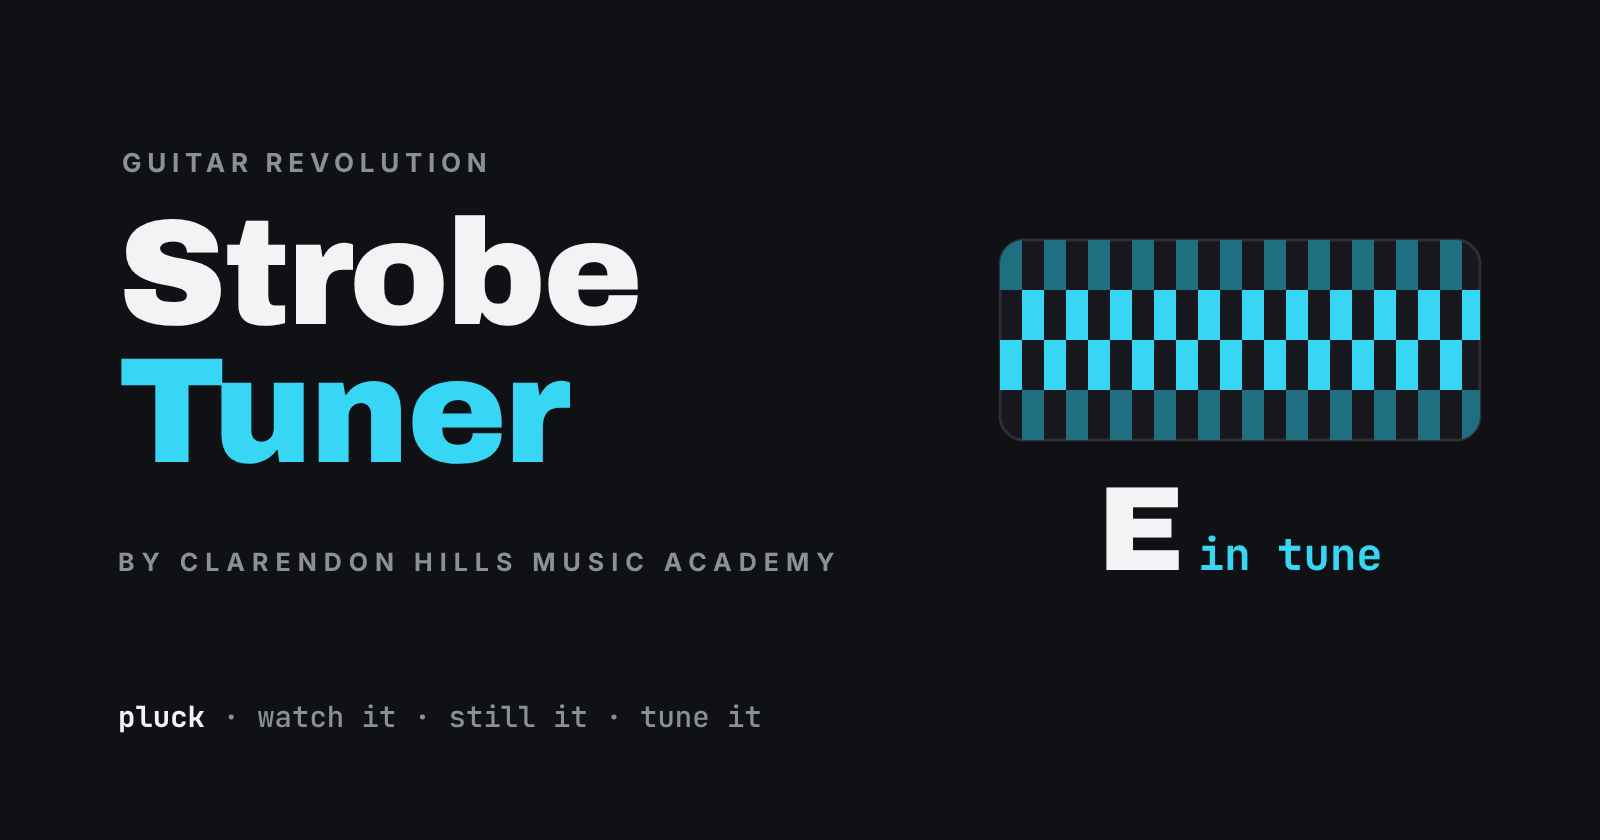 GUITAR REVOLUTION
Strobe
Tuner
BY CLARENDON HILLS MUSIC ACADEMY
E in tune
pluck · watch it · still it · tune it